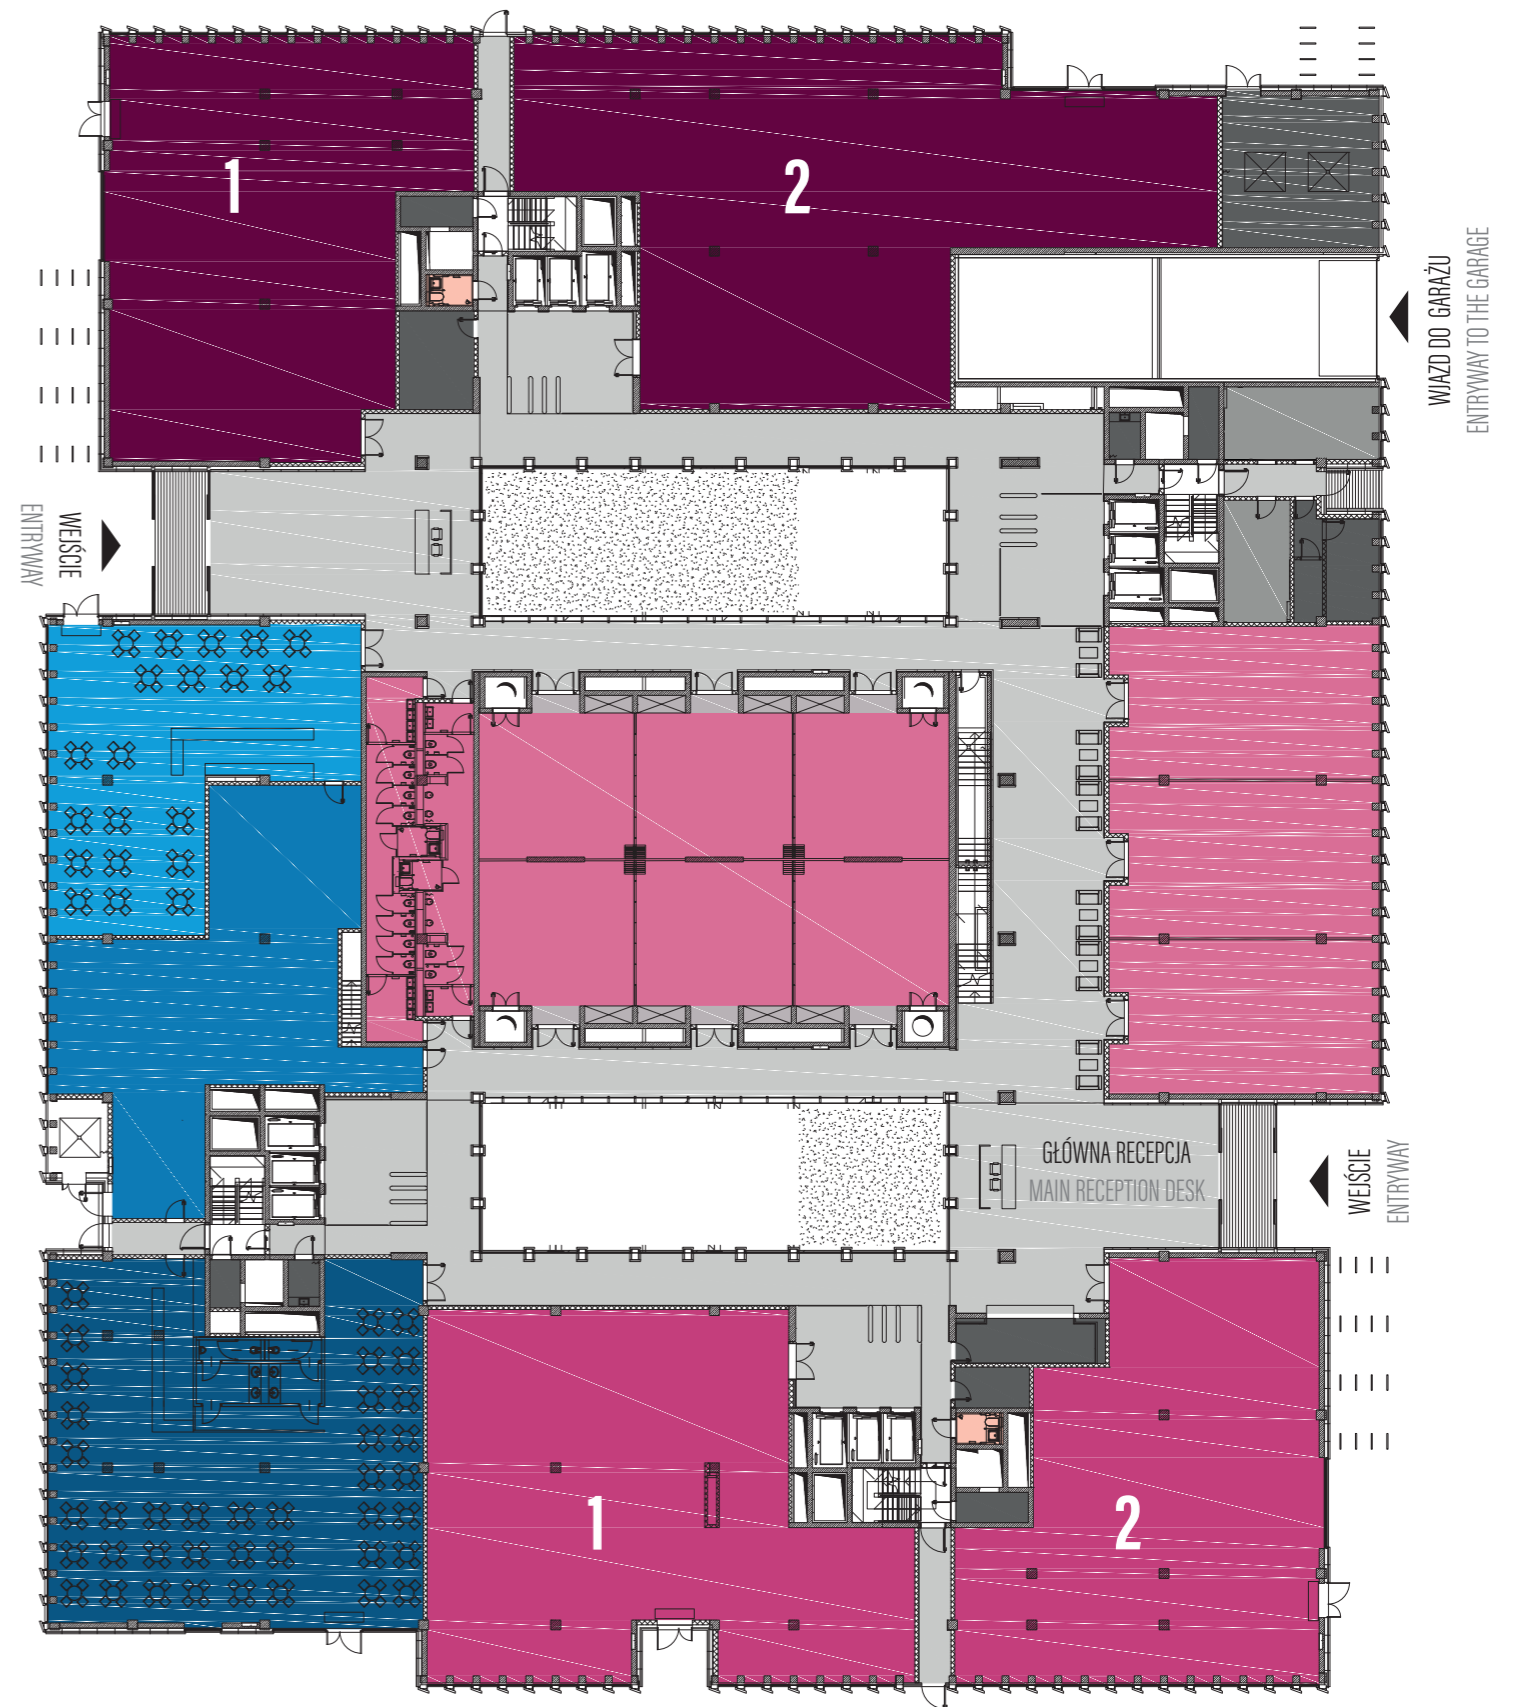 1
2
WJAZD DO GARAŻU
ENTRYWAY TO THE GARAGE
WEJŚCIE
ENTRYWAY
GŁÓWNA RECEPCJA
MAIN RECEPTION DESK
WEJŚCIE
ENTRYWAY
1
2